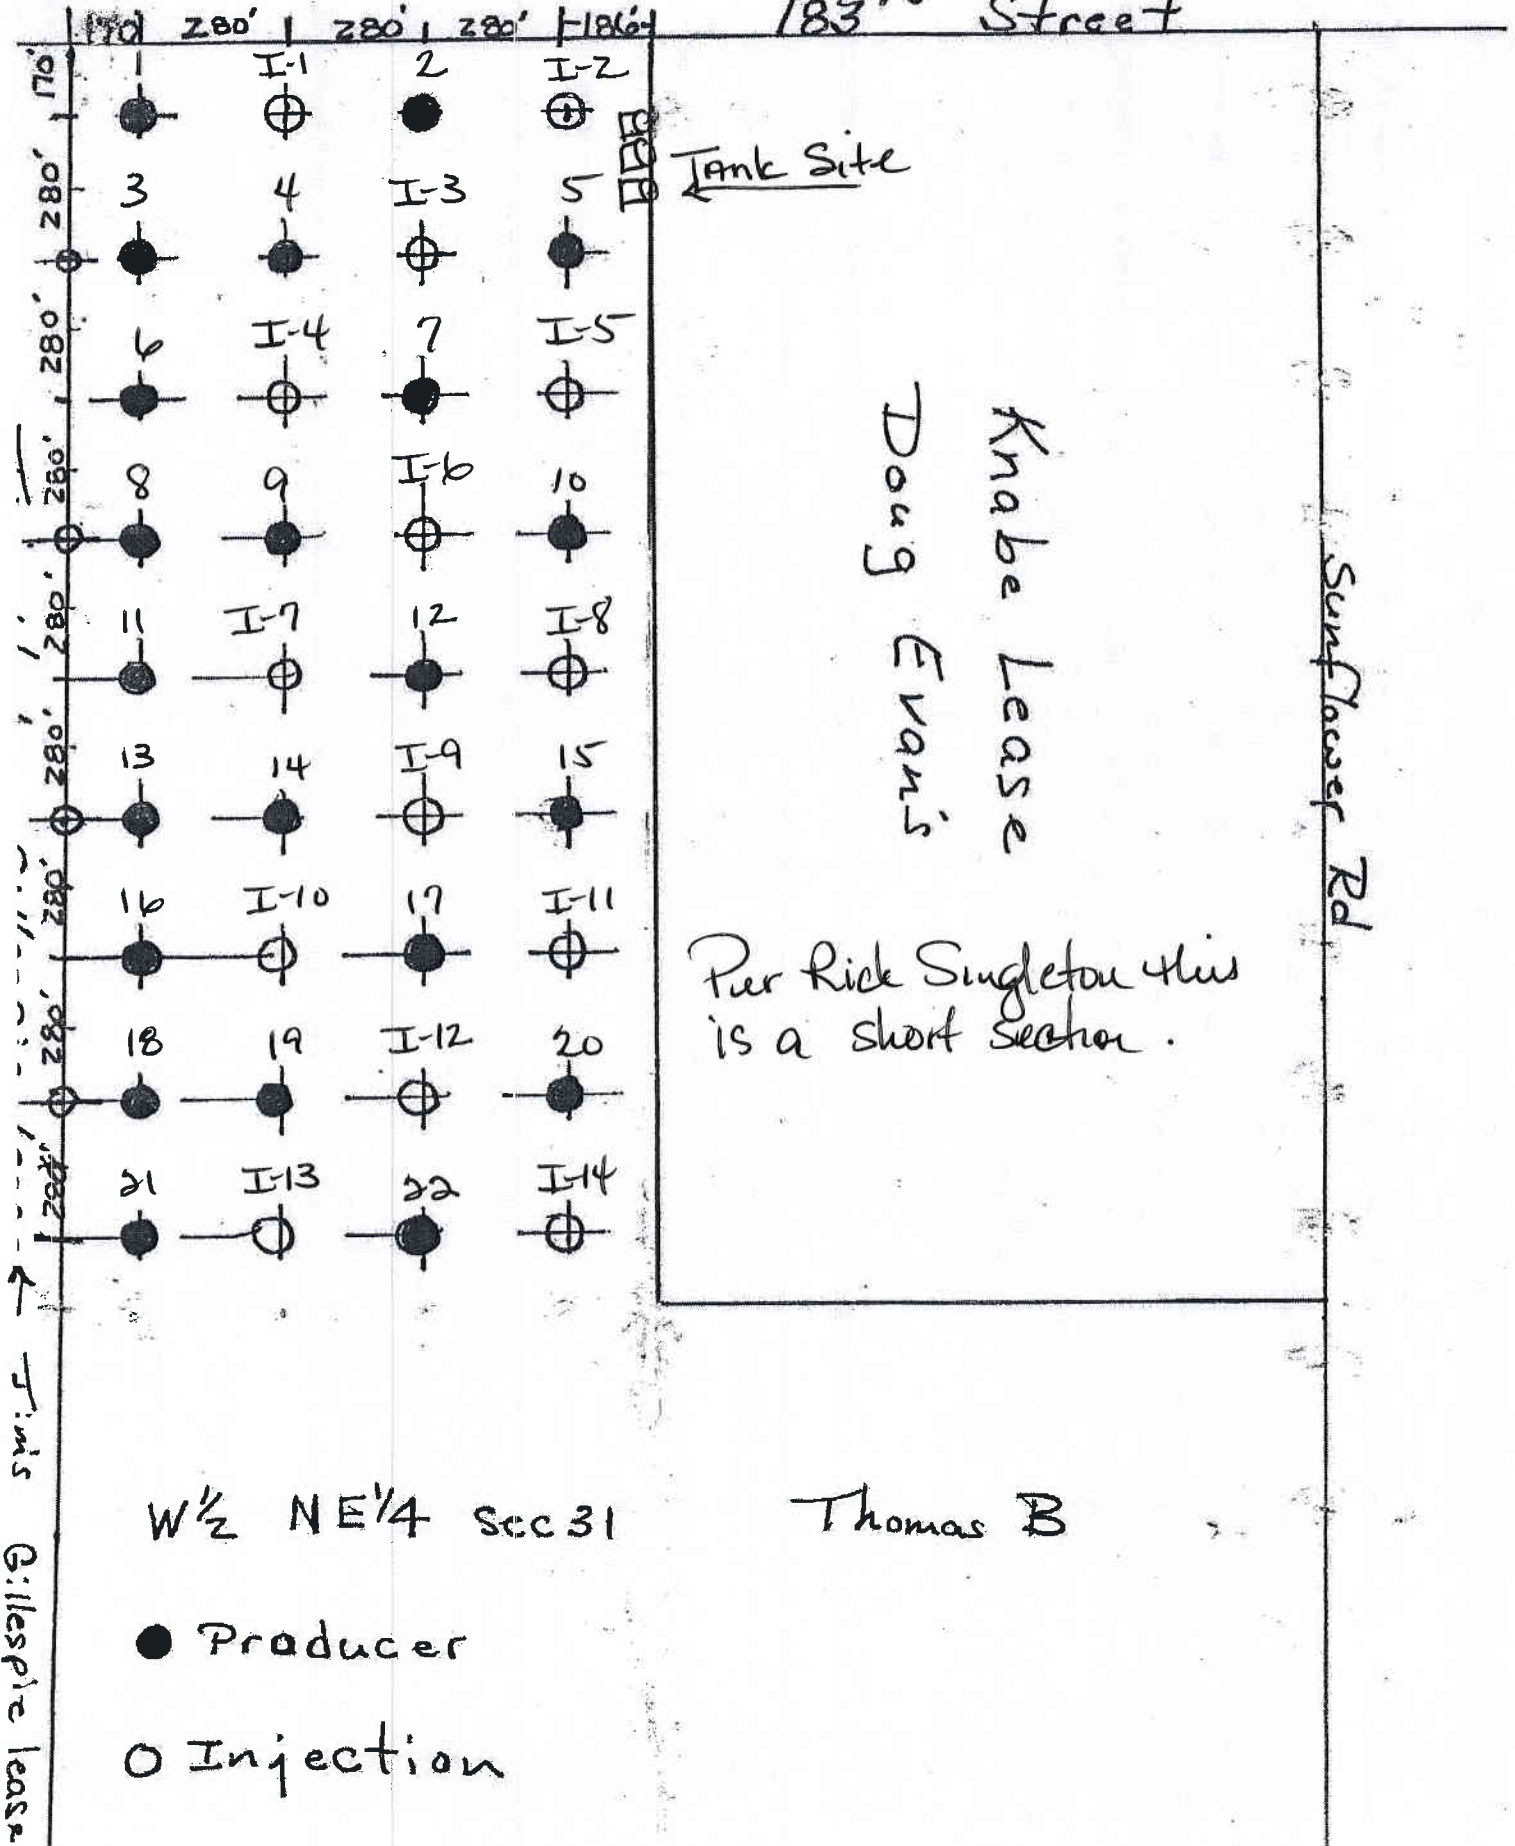 280' 280' 280' 186' 183rd Street
170'
1 I-1 2 I-2
Tank Site
280'
3 4 I-3 5
280'
6 I-4 7 I-5
280'
8 9 I-6 10
280'
11 I-7 12 I-8
280'
13 14 I-9 15
280'
16 I-10 17 I-11
280'
18 19 I-12 20
280'
21 I-13 22 I-14
Knabe Lease
Doug Evan's
Sunflower Rd
Per Rick Singleton this
is a short section.
Jim's Gillespie lease
W½ NE¼ Sec 31
Thomas B
Producer
Injection